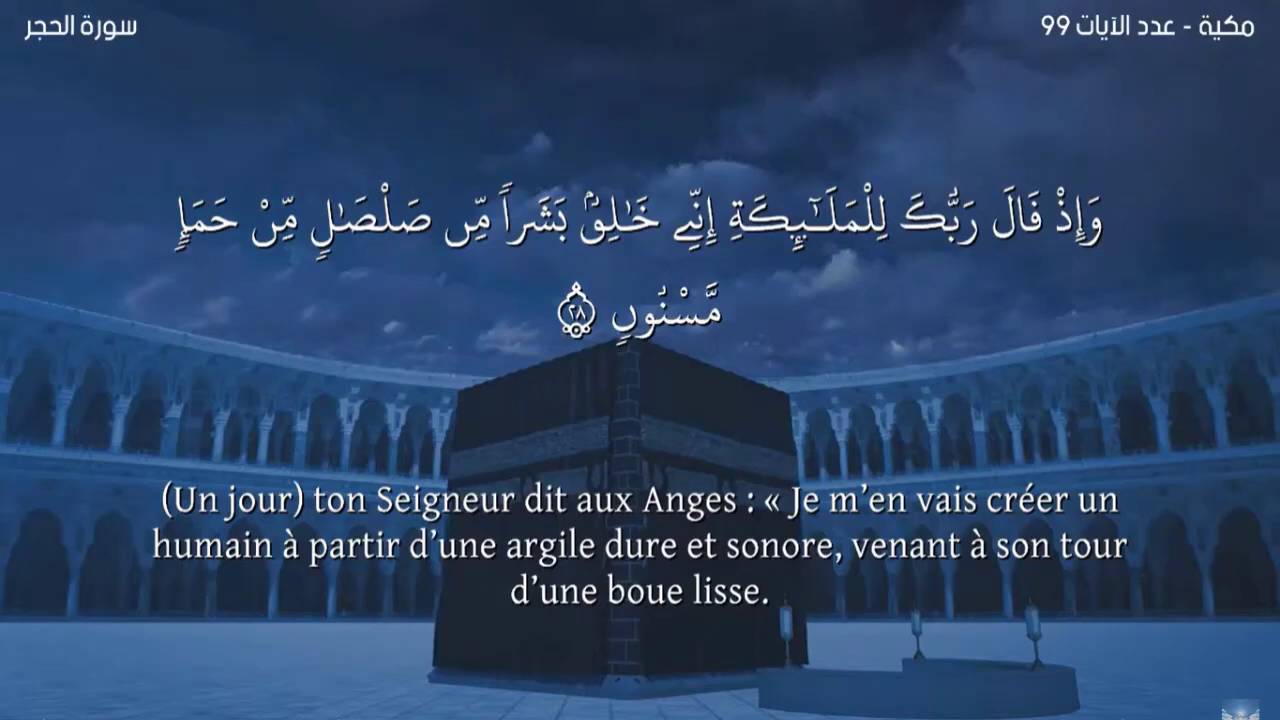 سورة الحجر
مكية - عدد الآيات 99
وَإِذْ قَالَ رَبُّكَ لِلْمَلَٰٓئِكَةِ إِنِّے خَٰلِقُۢ بَشَراٗ مِّن صَلْصَٰلٖ مِّنْ حَمَإٖ
مَّسْنُونٖ ٢٨
(Un jour) ton Seigneur dit aux Anges : « Je m’en vais créer un
humain à partir d’une argile dure et sonore, venant à son tour
d’une boue lisse.